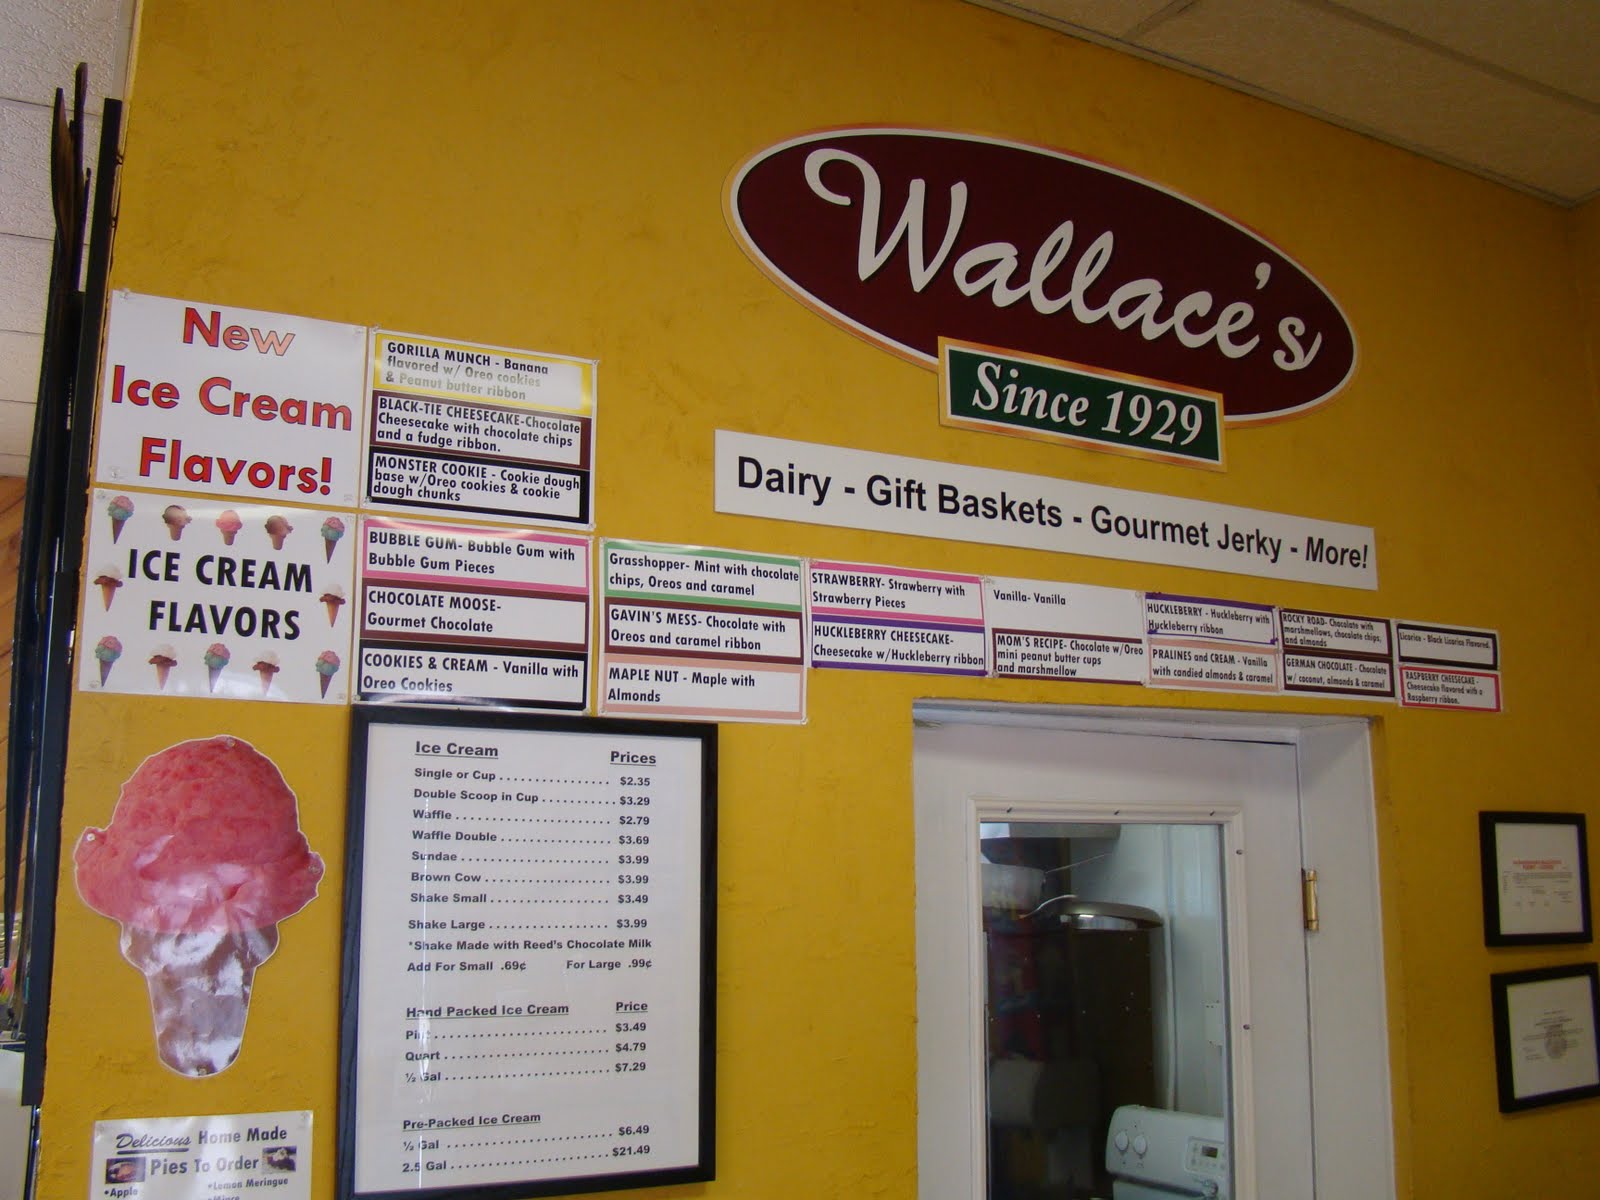 Wallace's
Since 1929
Dairy - Gift Baskets - Gourmet Jerky - More!
New
Ice Cream
Flavors!
GORILLA MUNCH - Banana
flavored w/ Oreo cookies
& Peanut butter ribbon
BLACK-TIE CHEESECAKE-Chocolate
Cheesecake with chocolate chips
and a fudge ribbon.
MONSTER COOKIE - Cookie dough
base w/Oreo cookies & cookie
dough chunks
ICE CREAM
FLAVORS
BUBBLE GUM- Bubble Gum with
Bubble Gum Pieces
CHOCOLATE MOOSE-
Gourmet Chocolate
COOKIES & CREAM - Vanilla with
Oreo Cookies
Grasshopper- Mint with chocolate
chips, Oreos and caramel
GAVIN'S MESS- Chocolate with
Oreos and caramel ribbon
MAPLE NUT - Maple with
Almonds
STRAWBERRY- Strawberry with
Strawberry Pieces
HUCKLEBERRY CHEESECAKE-
Cheesecake w/Huckleberry ribbon
Vanilla- Vanilla
MOM'S RECIPE- Chocolate w/Oreo
mini peanut butter cups
and marshmellow
HUCKLEBERRY - Huckleberry with
Huckleberry ribbon
PRALINES and CREAM - Vanilla
with candied almonds & caramel
ROCKY ROAD- Chocolate with
marshmellows, chocolate chips,
and almonds
GERMAN CHOCOLATE - Chocolate
w/ coconut, almonds & caramel
Licorice - Black Licorice Flavored.
RASPBERRY CHEESECAKE -
Cheesecake flavored with a
Raspberry ribbon.
Ice Cream Prices
Single or Cup . . . . . . . . . . . . . . . . $2.35
Double Scoop in Cup . . . . . . . . . . . $3.29
Waffle . . . . . . . . . . . . . . . . . . . . . . $2.79
Waffle Double . . . . . . . . . . . . . . . . $3.69
Sundae . . . . . . . . . . . . . . . . . . . . . $3.99
Brown Cow . . . . . . . . . . . . . . . . . . $3.99
Shake Small . . . . . . . . . . . . . . . . . $3.49
Shake Large . . . . . . . . . . . . . . . . . $3.99
*Shake Made with Reed's Chocolate Milk
Add For Small .69¢ For Large .99¢
Hand Packed Ice Cream Price
Pint . . . . . . . . . . . . . . . . . . . . . . . . $3.49
Quart . . . . . . . . . . . . . . . . . . . . . . . $4.79
½ Gal . . . . . . . . . . . . . . . . . . . . . . . $7.29
Pre-Packed Ice Cream
½ Gal . . . . . . . . . . . . . . . . . . . . . . . $6.49
2.5 Gal . . . . . . . . . . . . . . . . . . . . . . $21.49
Delicious Home Made
Pies To Order
•Apple •Lemon Meringue
•Mince